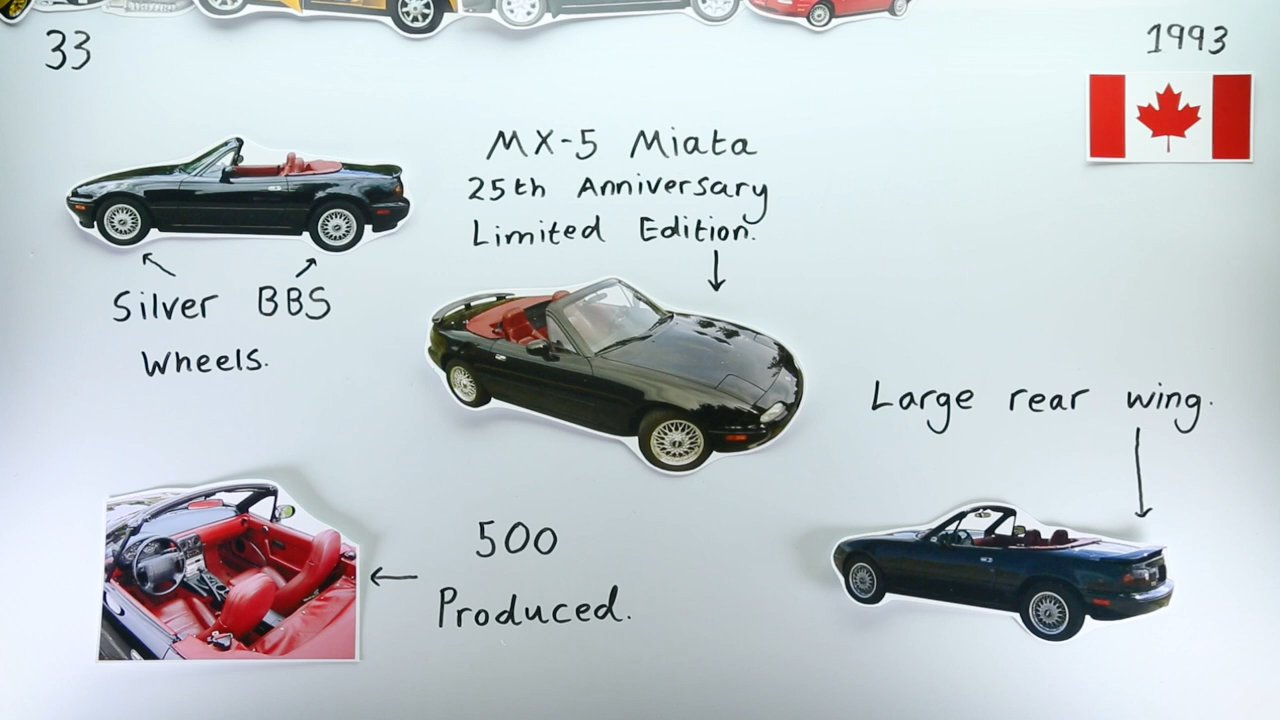 33
1993
MX-5 Miata
25th Anniversary
Limited Edition.
Silver BBS
Wheels.
Large rear wing.
500
Produced.